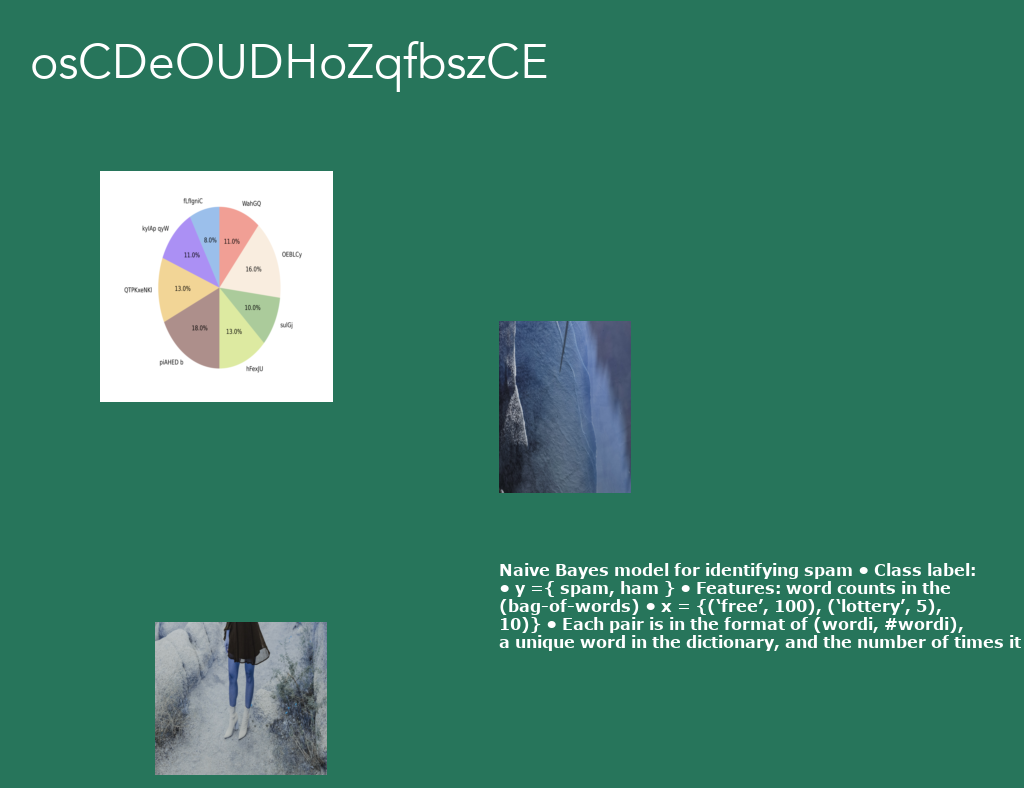 osCDeOUDHoZqfbszCE
fLflgniC
WahGQ
kylAp qyW
8.0%
11.0%
11.0%
OEBLCy
16.0%
QTPKxeNKl
13.0%
10.0%
sulGj
18.0%
13.0%
piAHED b
hFexJU
Naive Bayes model for identifying spam • Class label:
• y ={ spam, ham } • Features: word counts in the
(bag-of-words) • x = {(‘free’, 100), (‘lottery’, 5),
10)} • Each pair is in the format of (wordi, #wordi),
a unique word in the dictionary, and the number of times it